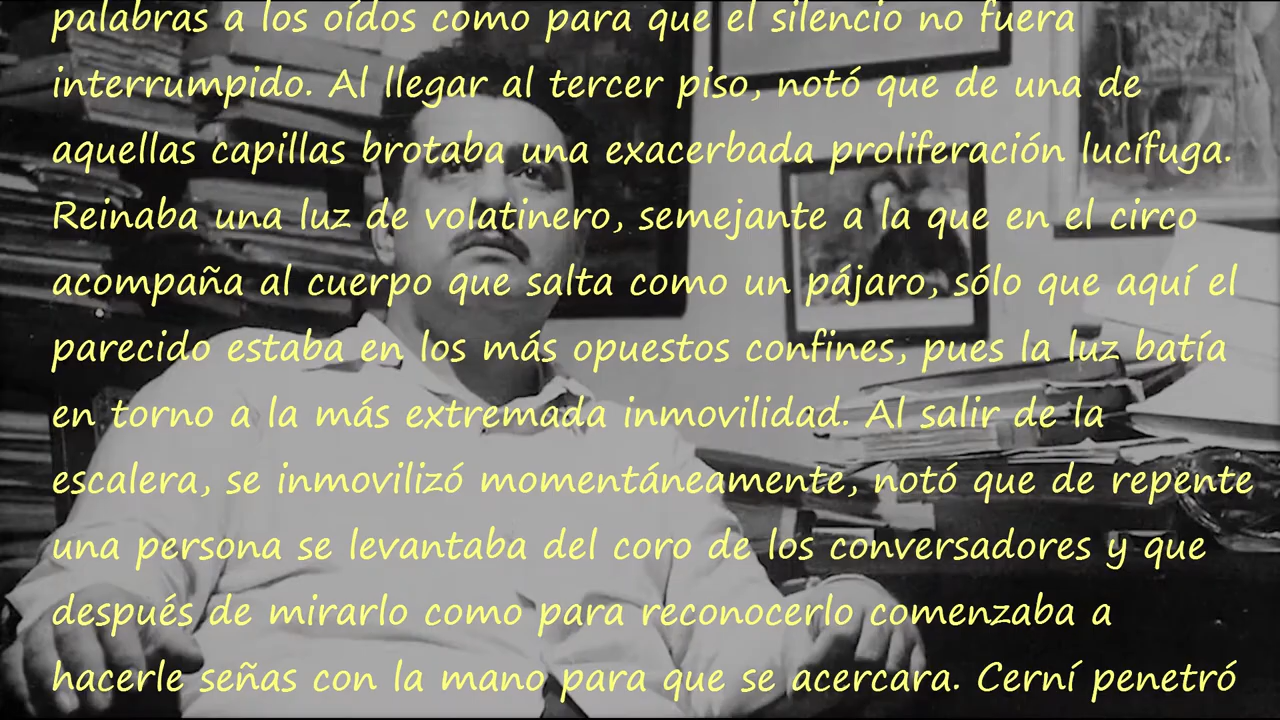 palabras a los oídos como para que el silencio no fuera
interrumpido. Al llegar al tercer piso, notó que de una de
aquellas capillas brotaba una exacerbada proliferación lucífuga.
Reinaba una luz de volatinero, semejante a la que en el circo
acompaña al cuerpo que salta como un pájaro, sólo que aquí el
parecido estaba en los más opuestos confines, pues la luz batía
en torno a la más extremada inmovilidad. Al salir de la
escalera, se inmovilizó momentáneamente, notó que de repente
una persona se levantaba del coro de los conversadores y que
después de mirarlo como para reconocerlo comenzaba a
hacerle señas con la mano para que se acercara. Cerní penetró